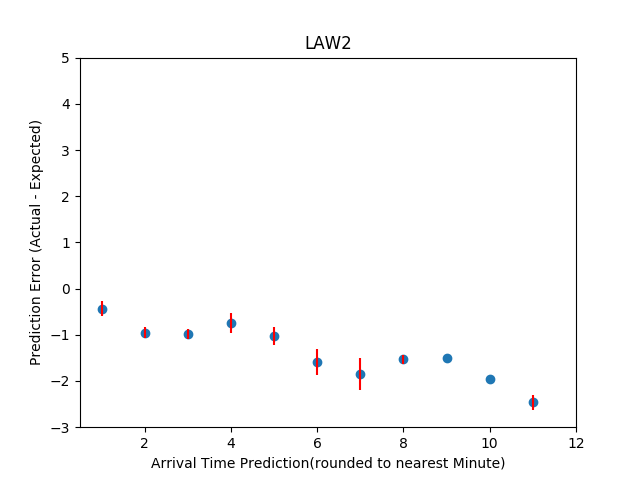 LAW2
Prediction Error (Actual - Expected)
5
4
3
2
1
0
−1
−2
−3
2 4 6 8 10 12
Arrival Time Prediction(rounded to nearest Minute)